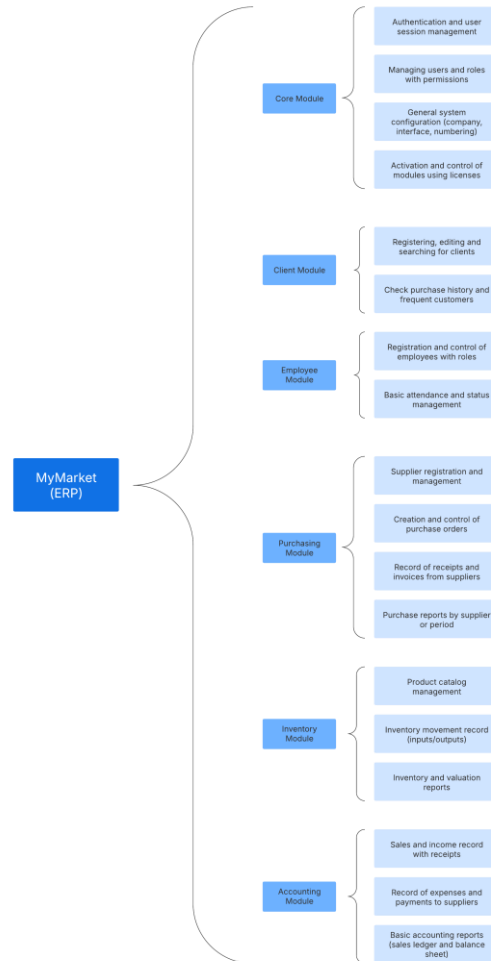 Authentication and user
session management
Managing users and roles
with permissions
Core Module
General system
configuration (company,
interface, numbering)
Activation and control of
modules using licenses
Registering, editing and
searching for clients
Client Module
Check purchase history and
frequent customers
Registration and control of
employees with roles
Employee
Module
Basic attendance and status
management
MyMarket
(ERP)
Supplier registration and
management
Creation and control of
purchase orders
Purchasing
Module
Record of receipts and
invoices from suppliers
Purchase reports by supplier
or period
Product catalog
management
Inventory
Module
Inventory movement record
(inputs/outputs)
Inventory and valuation
reports
Sales and income record
with receipts
Accounting
Module
Record of expenses and
payments to suppliers
Basic accounting reports
(sales ledger and balance
sheet)